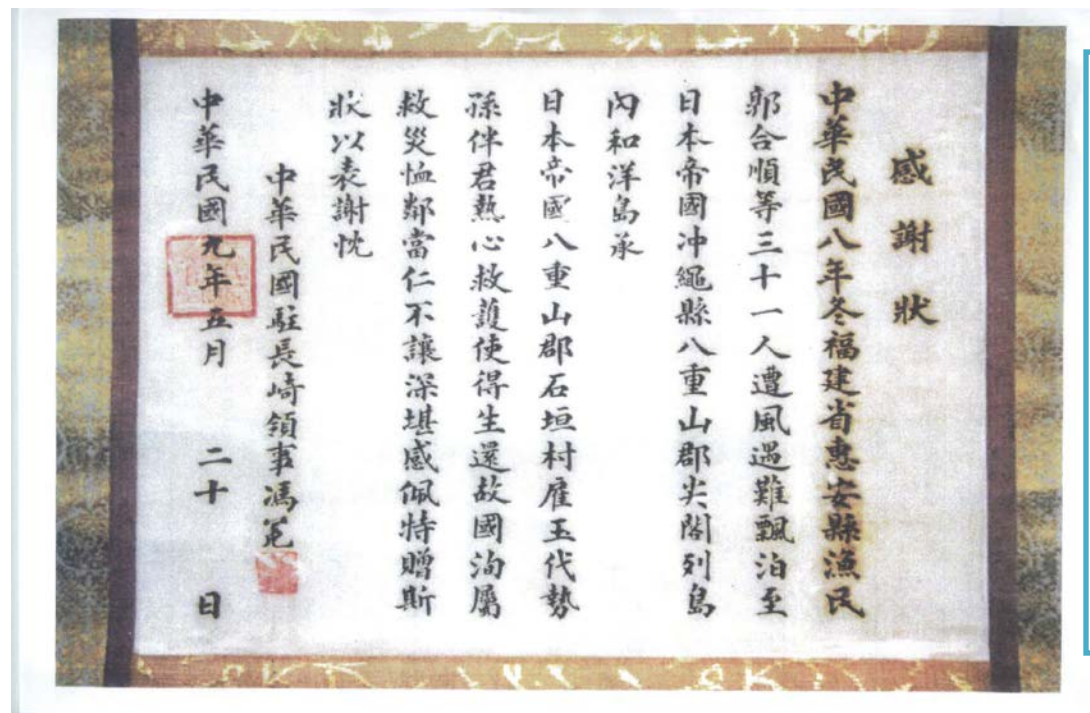 感謝狀
中華民國八年冬福建省惠安縣漁民
郭合順等三十一人遭風遇難飄泊至
日本帝國沖繩縣八重山郡尖閣列島
內和洋島承
日本帝國八重山郡石垣村雇玉代勢
孫伴君熱心救護使得生還故國洵屬
救災恤鄰當仁不讓深堪感佩特贈斯
狀以表謝忱
中華民國駐長崎領事馮冕
中華民國九年五月二十日